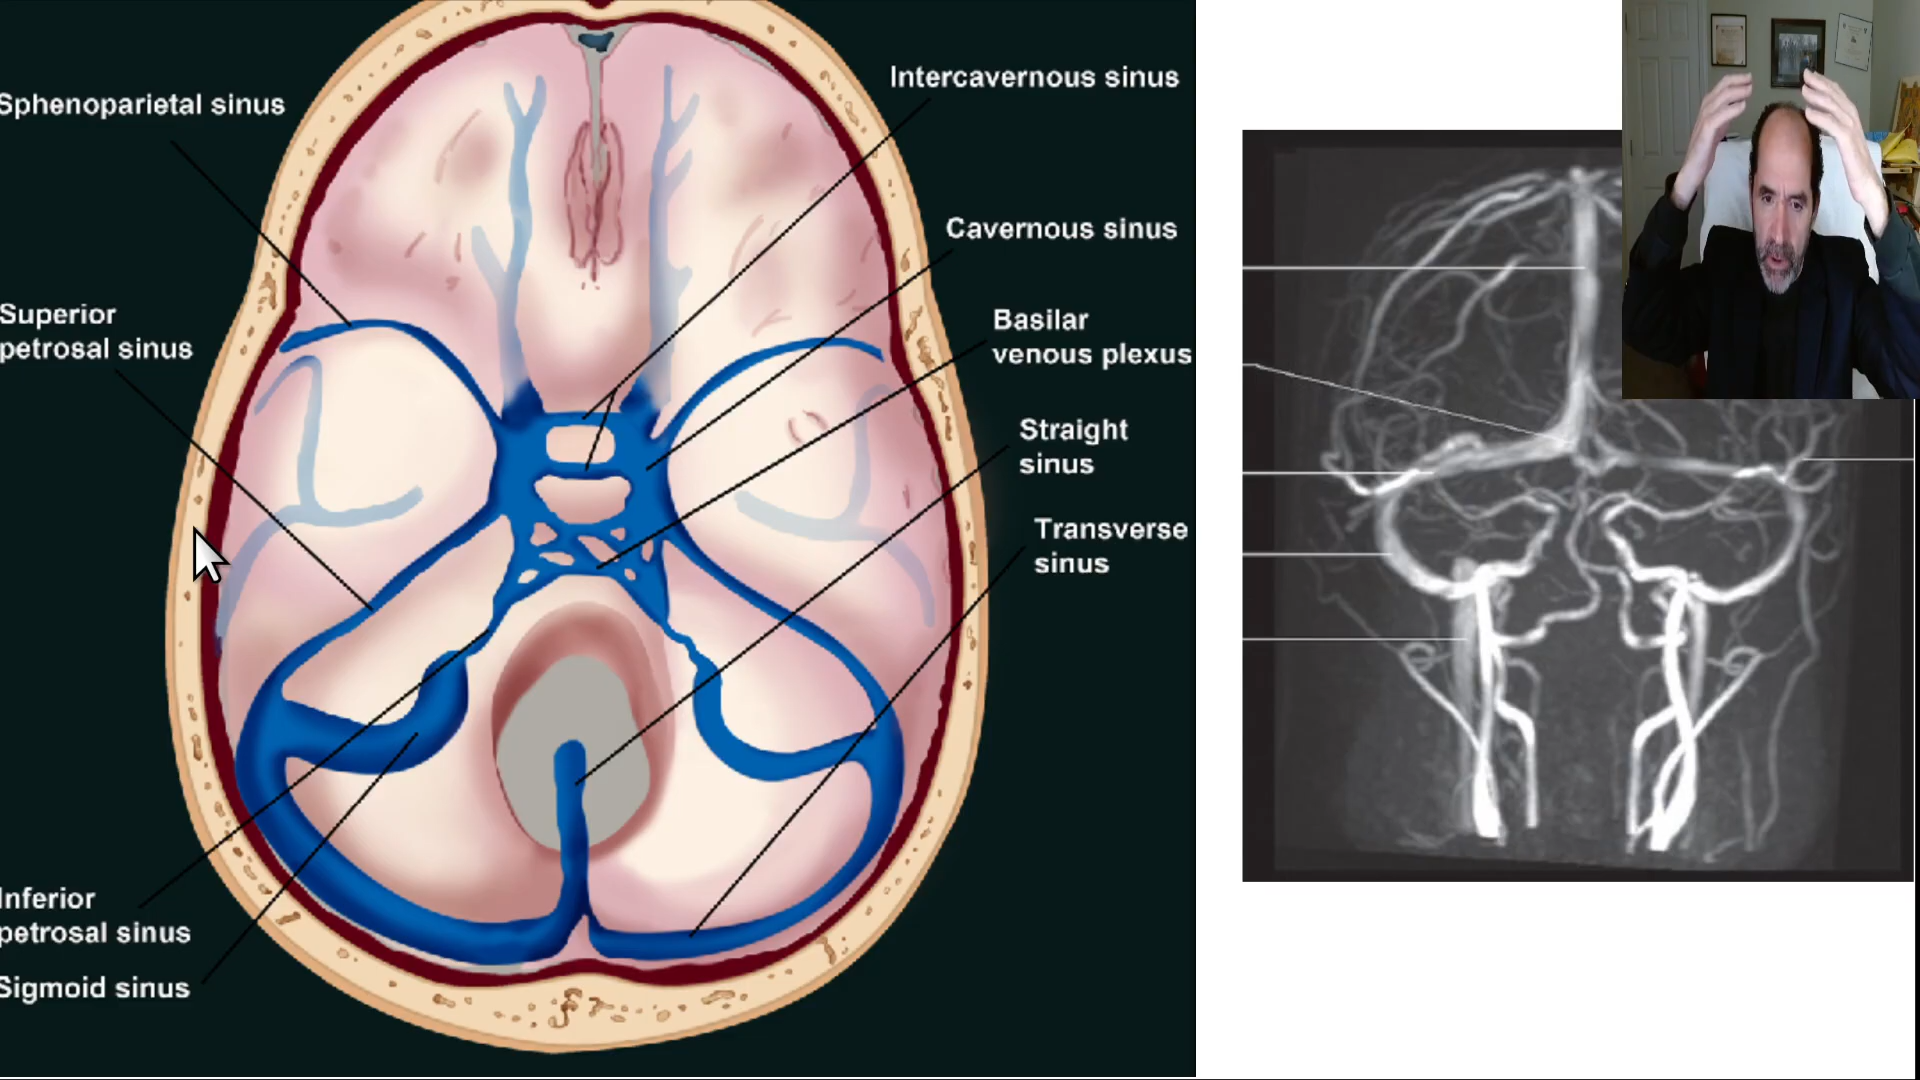 Sphenoparietal sinus
Superior
petrosal sinus
Inferior
petrosal sinus
Sigmoid sinus
Intercavernous sinus
Cavernous sinus
Basilar
venous plexus
Straight
sinus
Transverse
sinus